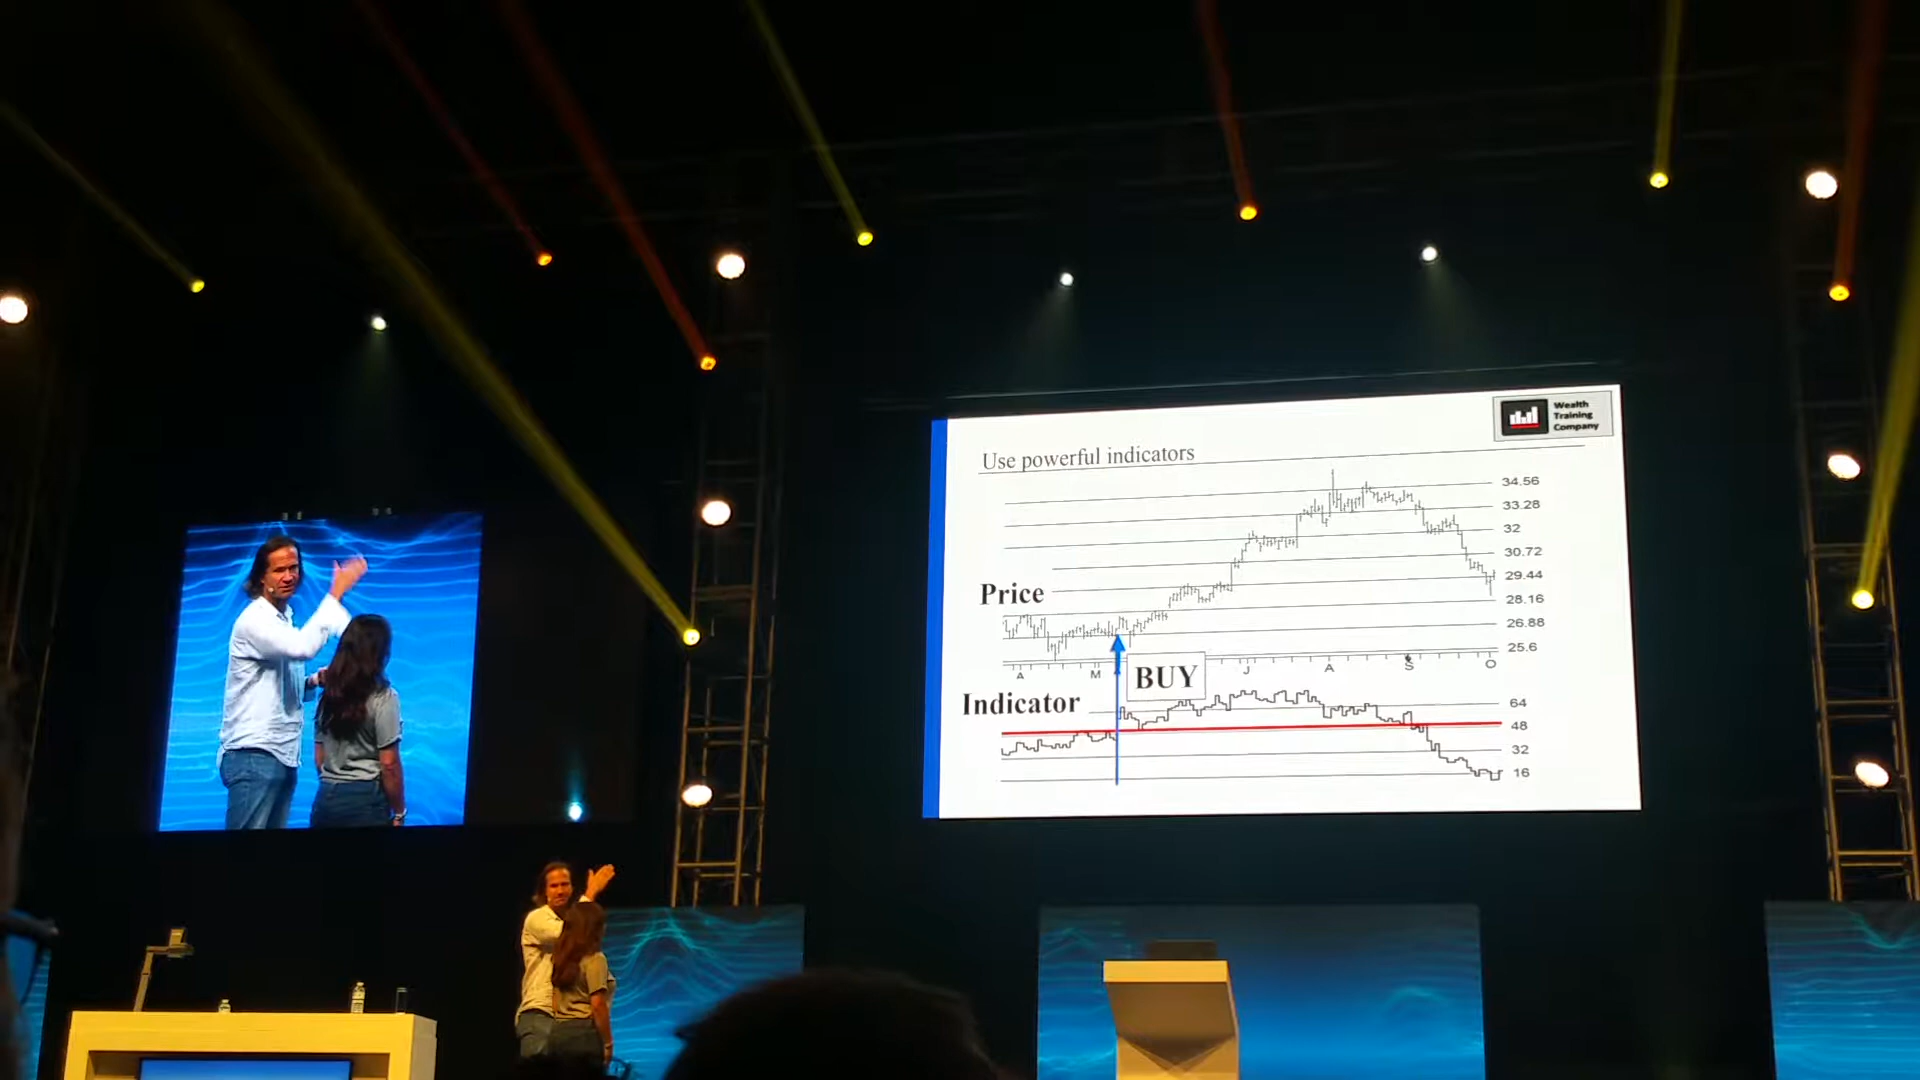 Wealth
Training
Company
Use powerful indicators
34.56
33.28
32
30.72
29.44
Price
28.16
26.88
25.6
A M J A S O
BUY
Indicator
64
48
32
16